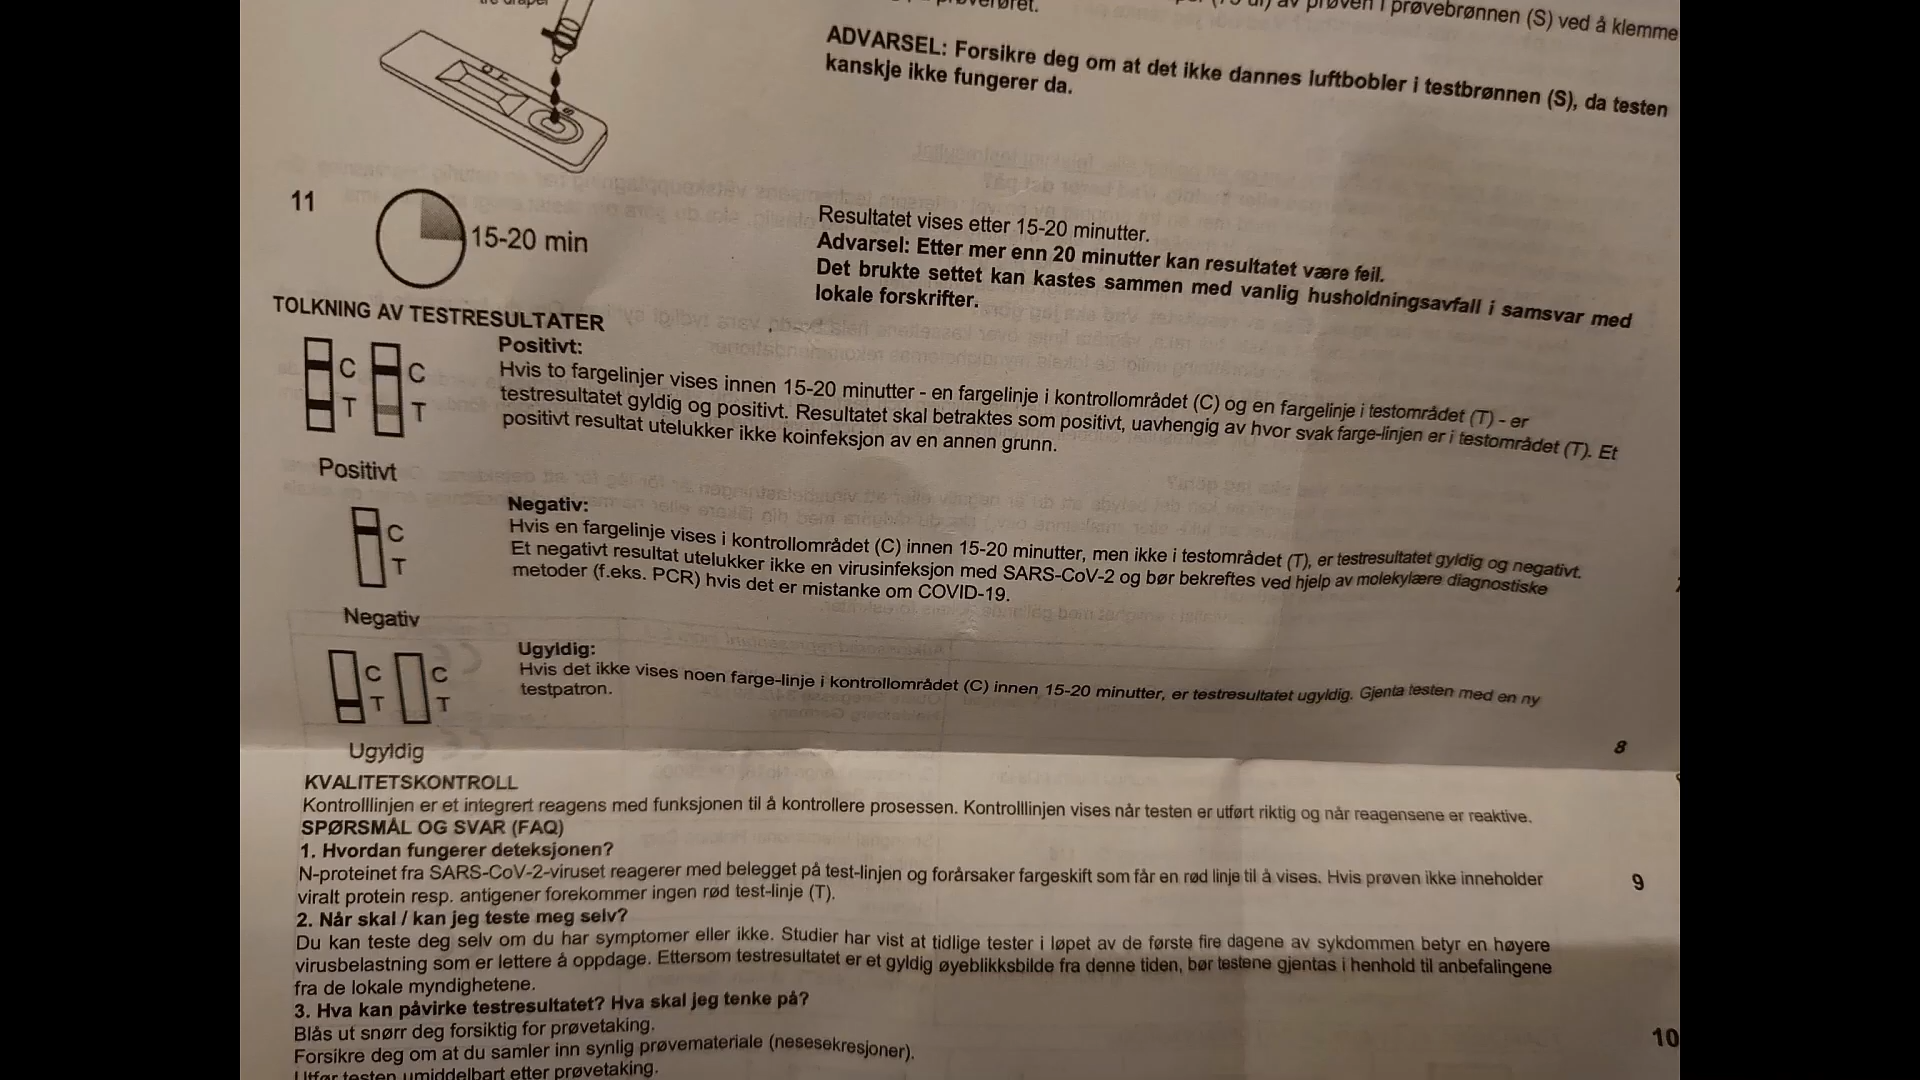 tre dråper
av prøven i prøvebrønnen (S) ved å klemme
ADVARSEL: Forsikre deg om at det ikke dannes luftbobler i testbrønnen (S), da testen
kanskje ikke fungerer da.
S
11
15-20 min
Resultatet vises etter 15-20 minutter.
Advarsel: Etter mer enn 20 minutter kan resultatet være feil.
Det brukte settet kan kastes sammen med vanlig husholdningsavfall i samsvar med
lokale forskrifter.
TOLKNING AV TESTRESULTATER
C C
T T
Positivt
Positivt:
Hvis to fargelinjer vises innen 15-20 minutter - en fargelinje i kontrollområdet (C) og en fargelinje i testområdet (T) - er
testresultatet gyldig og positivt. Resultatet skal betraktes som positivt, uavhengig av hvor svak farge-linjen er i testområdet (T). Et
positivt resultat utelukker ikke koinfeksjon av en annen grunn.
C
T
Negativ
Negativ:
Hvis en fargelinje vises i kontrollområdet (C) innen 15-20 minutter, men ikke i testområdet (T), er testresultatet gyldig og negativt.
Et negativt resultat utelukker ikke en virusinfeksjon med SARS-CoV-2 og bør bekreftes ved hjelp av molekylære diagnostiske
metoder (f.eks. PCR) hvis det er mistanke om COVID-19.
C C
T T
Ugyldig
Ugyldig:
Hvis det ikke vises noen farge-linje i kontrollområdet (C) innen 15-20 minutter, er testresultatet ugyldig. Gjenta testen med en ny
testpatron.
8
KVALITETSKONTROLL
Kontrolllinjen er et integrert reagens med funksjonen til å kontrollere prosessen. Kontrolllinjen vises når testen er utført riktig og når reagensene er reaktive.
SPØRSMÅL OG SVAR (FAQ)
1. Hvordan fungerer deteksjonen?
N-proteinet fra SARS-CoV-2-viruset reagerer med belegget på test-linjen og forårsaker fargeskift som får en rød linje til å vises. Hvis prøven ikke inneholder
viralt protein resp. antigener forekommer ingen rød test-linje (T).
9
2. Når skal / kan jeg teste meg selv?
Du kan teste deg selv om du har symptomer eller ikke. Studier har vist at tidlige tester i løpet av de første fire dagene av sykdommen betyr en høyere
virusbelastning som er lettere å oppdage. Ettersom testresultatet er et gyldig øyeblikksbilde fra denne tiden, bør testene gjentas i henhold til anbefalingene
fra de lokale myndighetene.
3. Hva kan påvirke testresultatet? Hva skal jeg tenke på?
Blås ut snørr deg forsiktig for prøvetaking.
Forsikre deg om at du samler inn synlig prøvemateriale (nesesekresjoner).
Utfør testen umiddelbart etter prøvetaking.
10